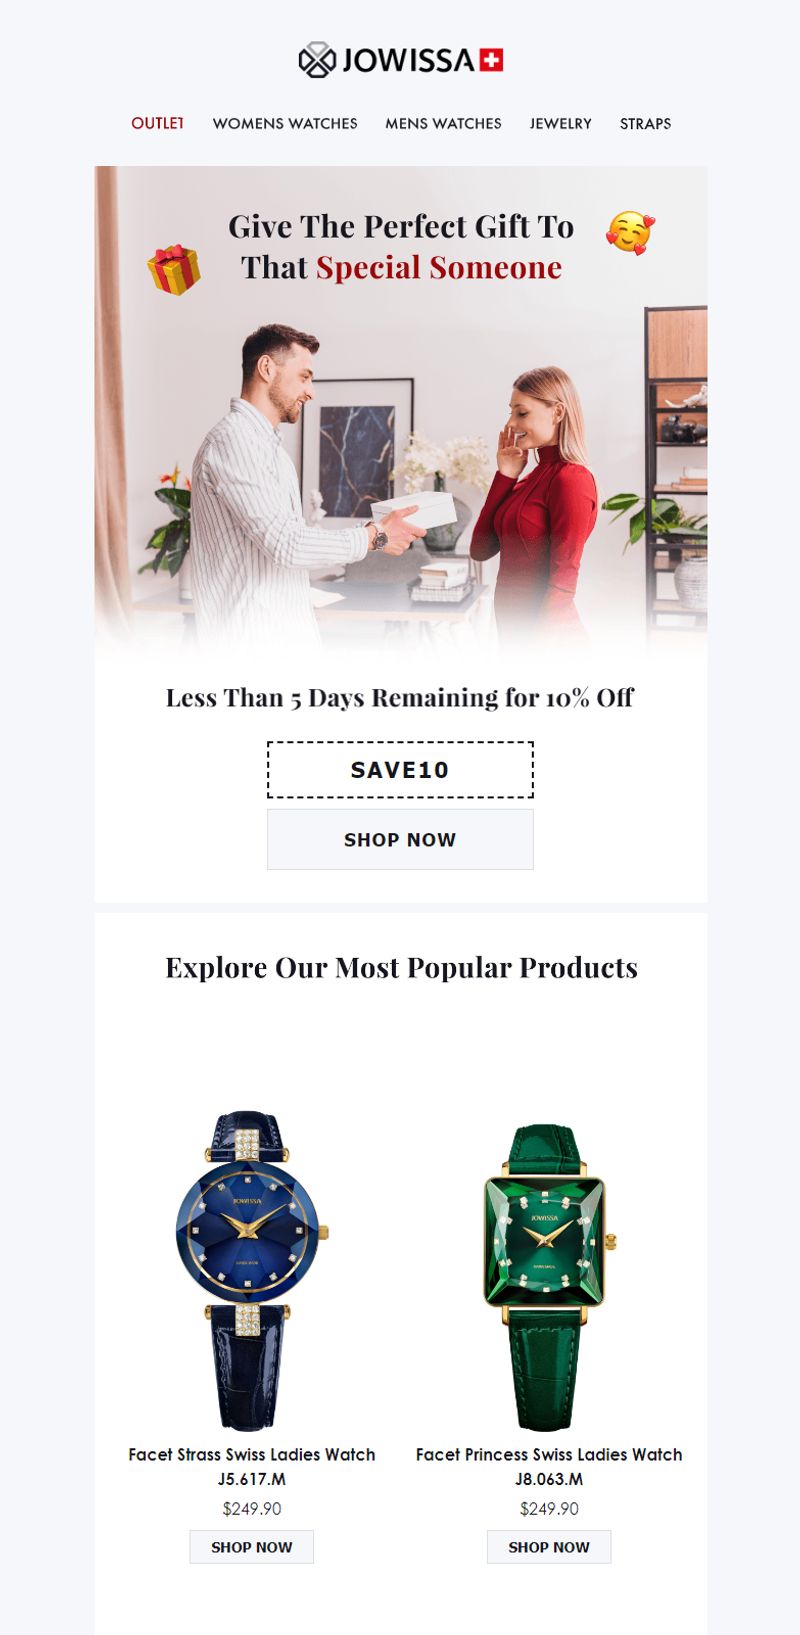 JOWISSA
OUTLET WOMENS WATCHES MENS WATCHES JEWELRY STRAPS
Give The Perfect Gift To
That Special Someone
Less Than 5 Days Remaining for 10% Off
SAVE10
SHOP NOW
Explore Our Most Popular Products
JOWISSA
JOWISSA
Facet Strass Swiss Ladies Watch
J5.617.M
$249.90
SHOP NOW
Facet Princess Swiss Ladies Watch
J8.063.M
$249.90
SHOP NOW